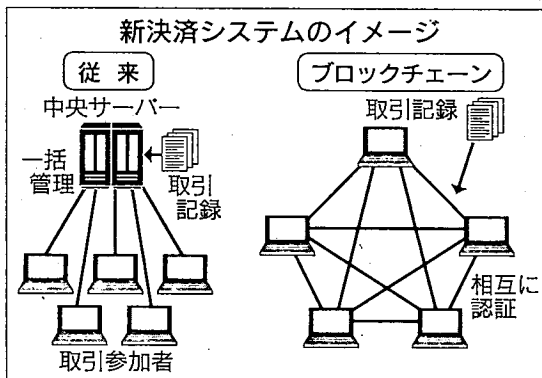 新決済システムのイメージ
従来
中央サーバー
一括
管理
取引
記録
取引参加者
ブロックチェーン
取引記録
相互に
認証